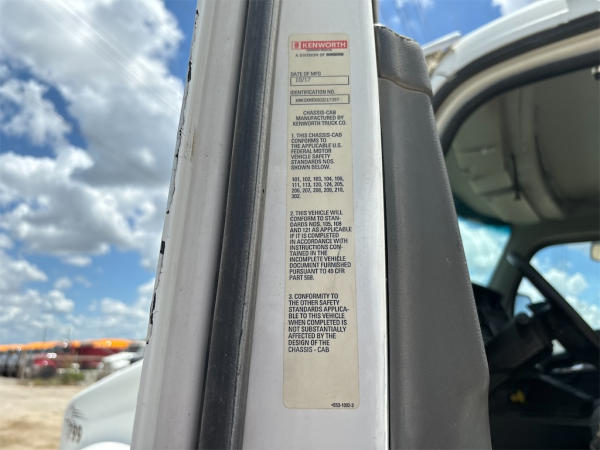 KENWORTH
A DIVISION OF PACCAR
DATE OF MFG
10/17
IDENTIFICATION NO.
CHASSIS-CAB
MANUFACTURED BY
KENWORTH TRUCK CO.
1. THIS CHASSIS-CAB
CONFORMS TO
THE APPLICABLE U.S.
FEDERAL MOTOR
VEHICLE SAFETY
STANDARDS NOS.
SHOWN BELOW.
101, 102, 103, 104, 106,
111, 113, 120, 124, 205,
206, 207, 208, 209, 210,
302.
2. THIS VEHICLE WILL
CONFORM TO STAN-
DARDS NOS. 105, 108
AND 121 AS APPLICABLE
IF IT IS COMPLETED
IN ACCORDANCE WITH
INSTRUCTIONS CON-
TAINED IN THE
INCOMPLETE VEHICLE
DOCUMENT FURNISHED
PURSUANT TO 49 CFR
PART 568.
3. CONFORMITY TO
THE OTHER SAFETY
STANDARDS APPLICA-
BLE TO THIS VEHICLE
WHEN COMPLETED IS
NOT SUBSTANTIALLY
AFFECTED BY THE
DESIGN OF THE
CHASSIS - CAB